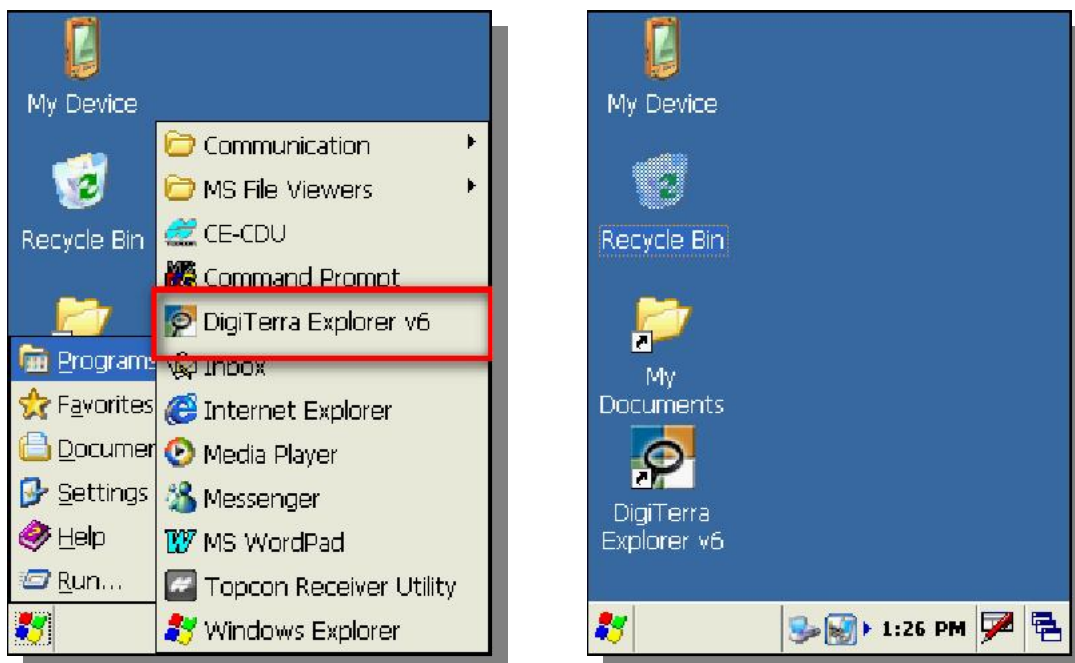 My Device
Recycle Bin
Programs
Favorites
Documen
Settings
Help
Run...
Communication
MS File Viewers
CE-CDU
Command Prompt
DigiTerra Explorer v6
Inbox
Internet Explorer
Media Player
Messenger
MS WordPad
Topcon Receiver Utility
Windows Explorer
My Device
Recycle Bin
My
Documents
DigiTerra
Explorer v6
1:26 PM